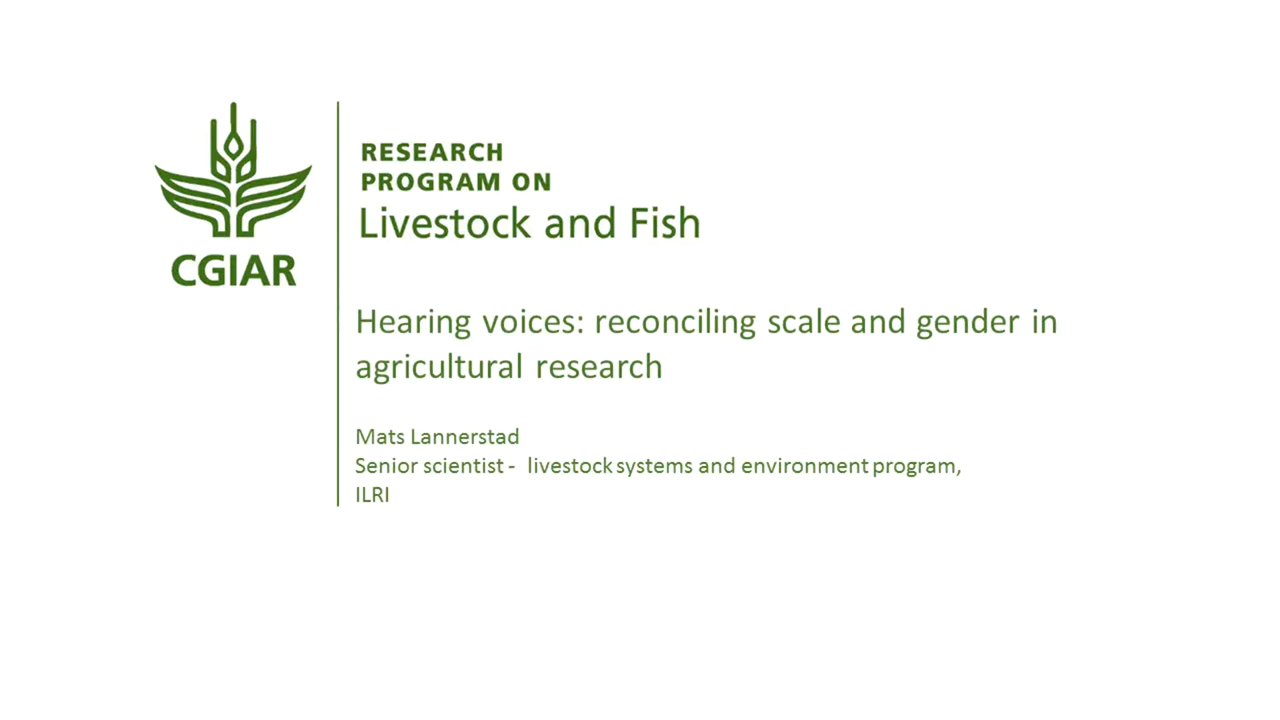 CGIAR
RESEARCH
PROGRAM ON
Livestock and Fish
Hearing voices: reconciling scale and gender in
agricultural research
Mats Lannerstad
Senior scientist - livestock systems and environment program,
ILRI